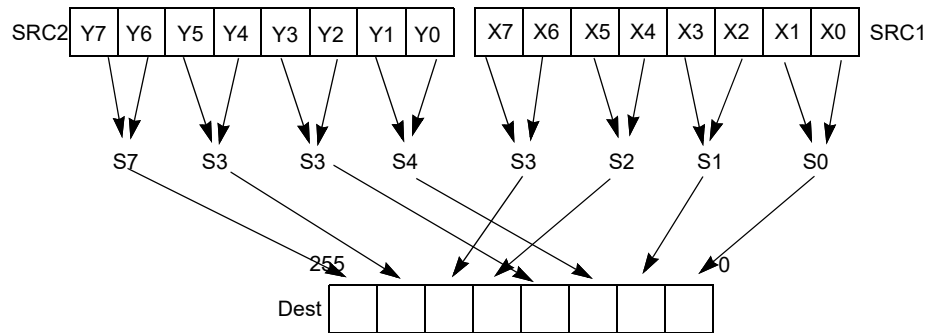 SRC2 Y7 Y6 Y5 Y4 Y3 Y2 Y1 Y0 X7 X6 X5 X4 X3 X2 X1 X0 SRC1
S7 S3 S3 S4 S3 S2 S1 S0
255 0
Dest